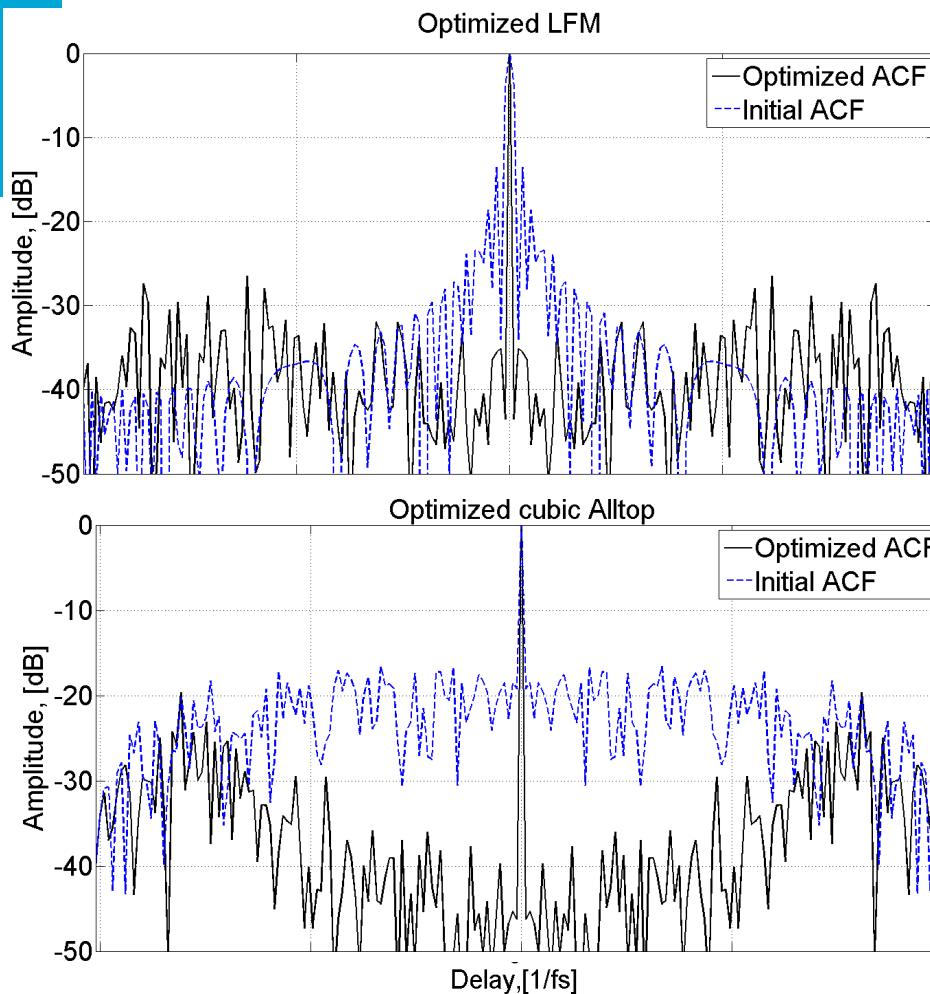 Optimized LFM
0
-10
-20
-30
-40
-50
Amplitude, [dB]
Optimized ACF
Initial ACF
Optimized cubic Alltop
0
-10
-20
-30
-40
-50
Amplitude, [dB]
Optimized ACF
Initial ACF
Delay,[1/fs]